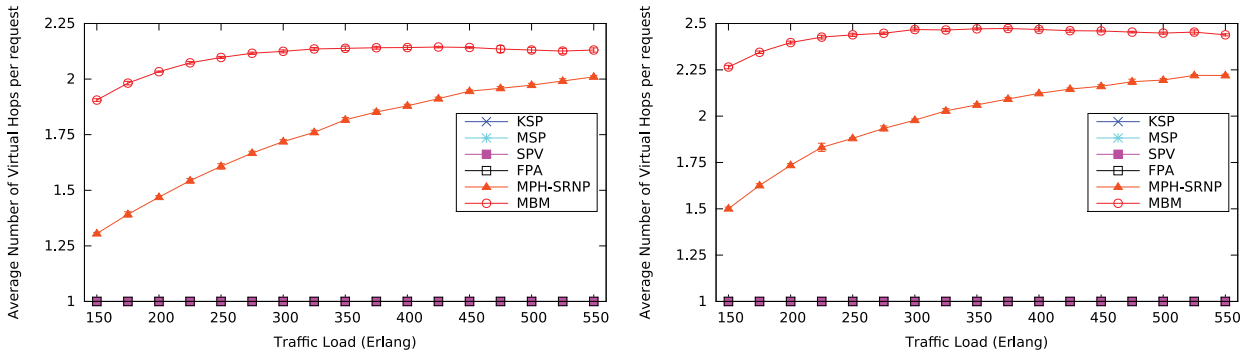 Average Number of Virtual Hops per request
2.25
2
1.75
1.5
1.25
1
150 200 250 300 350 400 450 500 550
Traffic Load (Erlang)
KSP
MSP
SPV
FPA
MPH-SRNP
MBM
Average Number of Virtual Hops per request
2.5
2.25
2
1.75
1.5
1.25
1
150 200 250 300 350 400 450 500 550
Traffic Load (Erlang)
KSP
MSP
SPV
FPA
MPH-SRNP
MBM